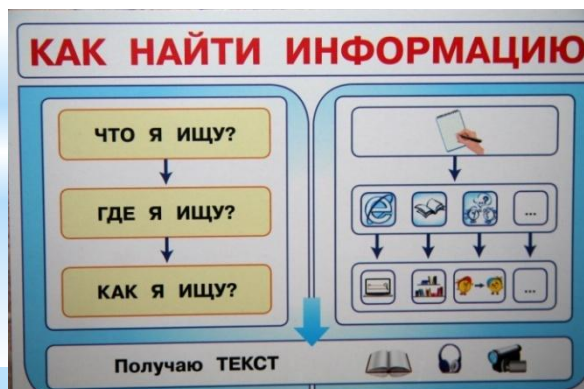 КАК НАЙТИ ИНФОРМАЦИЮ
ЧТО Я ИЩУ?
ГДЕ Я ИЩУ?
...
КАК Я ИЩУ?
...
Получаю ТЕКСТ